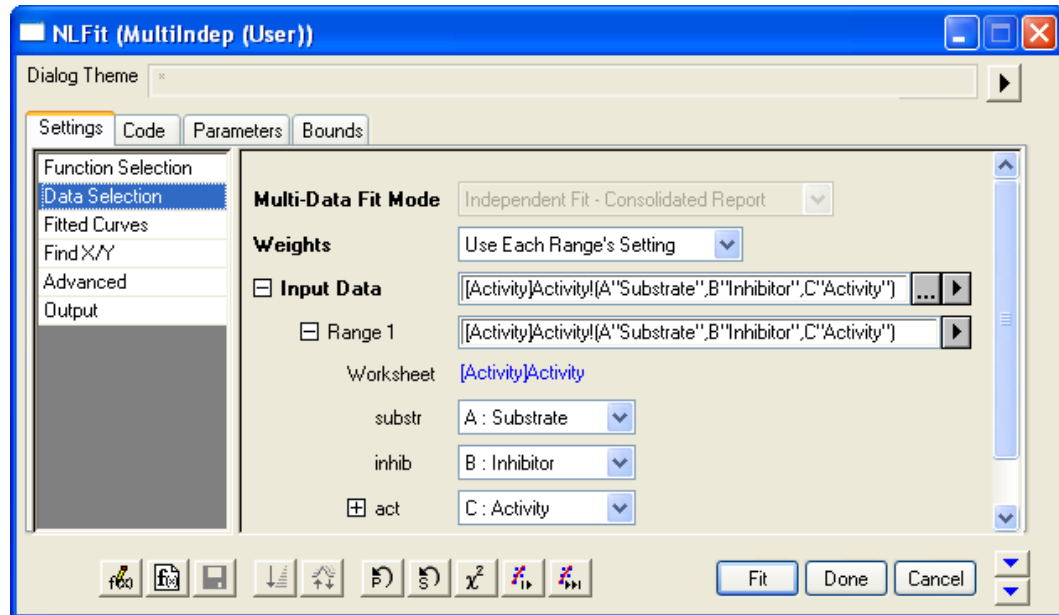 NLFit (MultiIndep (User))
Dialog Theme *
Settings Code Parameters Bounds
Function Selection
Data Selection
Fitted Curves
Find X/Y
Advanced
Output
Multi-Data Fit Mode Independent Fit - Consolidated Report
Weights Use Each Range's Setting
Input Data [Activity]Activity!(A"Substrate",B"Inhibitor",C"Activity") ...
Range 1 [Activity]Activity!(A"Substrate",B"Inhibitor",C"Activity")
Worksheet [Activity]Activity
substr A : Substrate
inhib B : Inhibitor
act C : Activity
f(x) P S χ² Fit Done Cancel